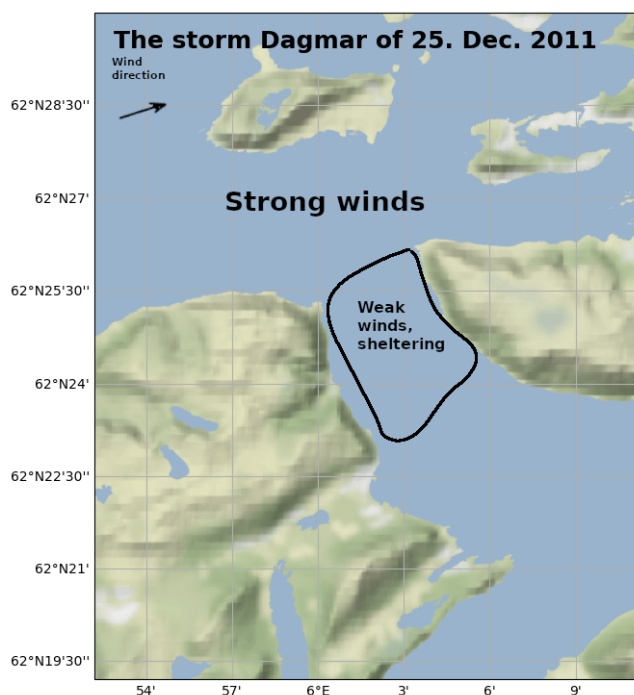 The storm Dagmar of 25. Dec. 2011
Wind
direction
62°N28'30''
62°N27'
Strong winds
62°N25'30''
Weak
winds,
sheltering
62°N24'
62°N22'30''
62°N21'
62°N19'30''
54' 57' 6°E 3' 6' 9'